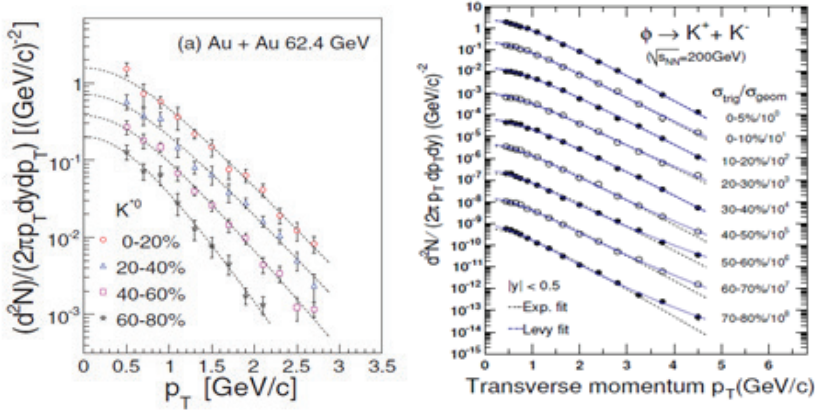 (a) Au + Au 62.4 GeV
(d²N)/(2πp_T dydp_T) [(GeV/c)⁻²]
1
10⁻¹
10⁻²
10⁻³
K*⁰
0-20%
20-40%
40-60%
60-80%
0 0.5 1 1.5 2 2.5 3 3.5
p_T [GeV/c]
d²N/ (2π p_T dp_T dy) (GeV/c)⁻²
10²
10
1
10⁻¹
10⁻²
10⁻³
10⁻⁴
10⁻⁵
10⁻⁶
10⁻⁷
10⁻⁸
10⁻⁹
10⁻¹⁰
10⁻¹¹
10⁻¹²
10⁻¹³
10⁻¹⁴
10⁻¹⁵
ϕ → K⁺ + K⁻
(√s_NN = 200GeV)
σ_trig/σ_geom
0-5%/10⁰
0-10%/10¹
10-20%/10²
20-30%/10³
30-40%/10⁴
40-50%/10⁵
50-60%/10⁶
60-70%/10⁷
70-80%/10⁸
|y| < 0.5
Exp. fit
Levy fit
0 1 2 3 4 5 6
Transverse momentum p_T(GeV/c)